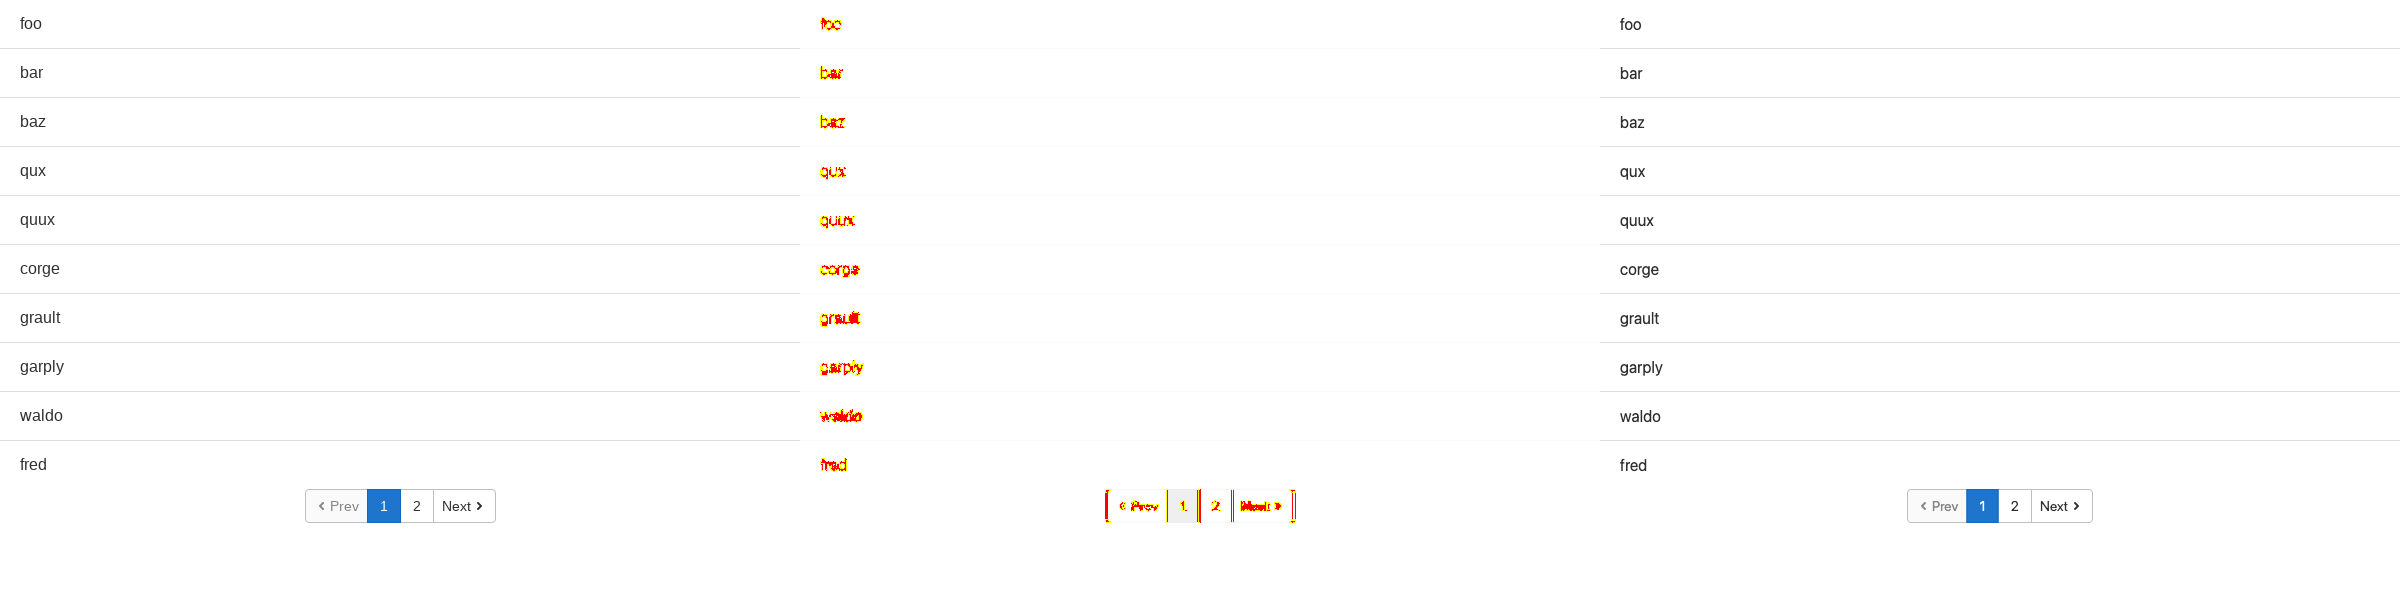 foo foo foo
bar bar bar
baz baz baz
qux qux qux
quux quux quux
corge corge corge
grault grault grault
garply garply garply
waldo waldo waldo
fred fred fred
Prev 1 2 Next Prev 1 2 Next Prev 1 2 Next